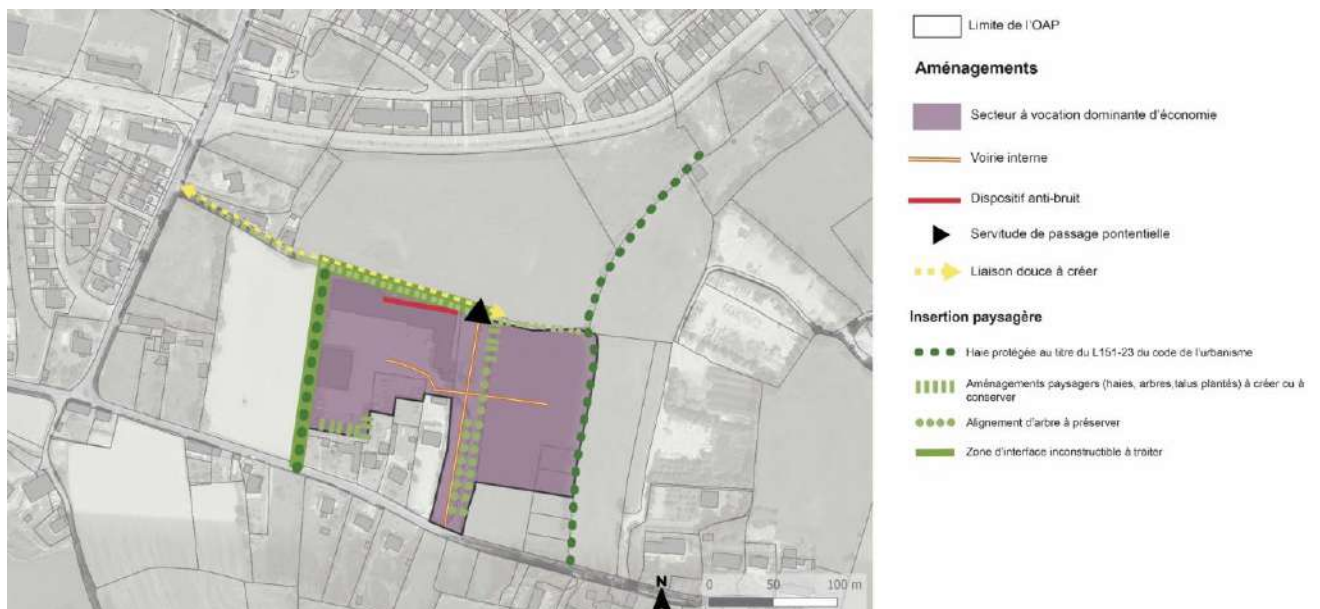 Limite de l'OAP
Aménagements
Secteur à vocation dominante d'économie
Voirie interne
Dispositif anti-bruit
Servitude de passage pontentielle
Liaison douce à créer
Insertion paysagère
Haie protégée au titre du L151-23 du code de l'urbanisme
Aménagements paysagers (haies, arbres,talus plantés) à créer ou à
conserver
Alignement d'arbre à préserver
Zone d'interface inconstructible à traiter
N
0 50 100 m